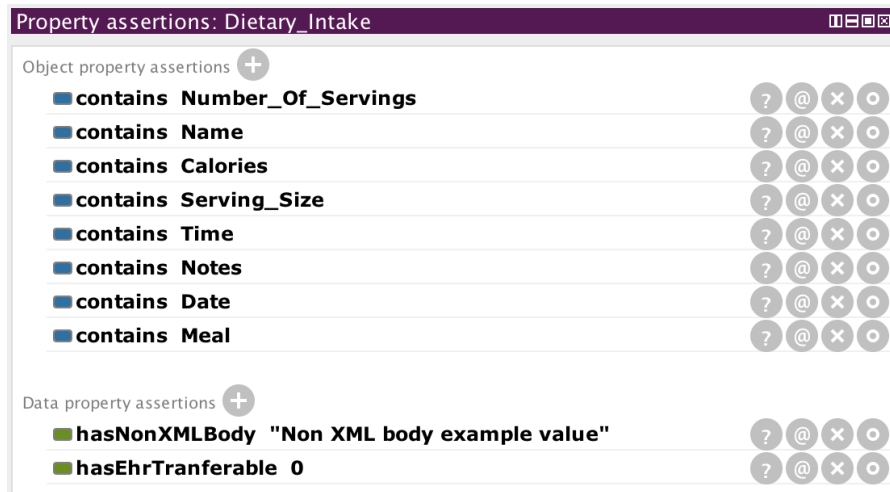 Property assertions: Dietary_Intake
Object property assertions +
contains Number_Of_Servings ? @ × o
contains Name ? @ × o
contains Calories ? @ × o
contains Serving_Size ? @ × o
contains Time ? @ × o
contains Notes ? @ × o
contains Date ? @ × o
contains Meal ? @ × o
Data property assertions +
hasNonXMLBody "Non XML body example value" ? @ × o
hasEhrTranferable 0 ? @ × o